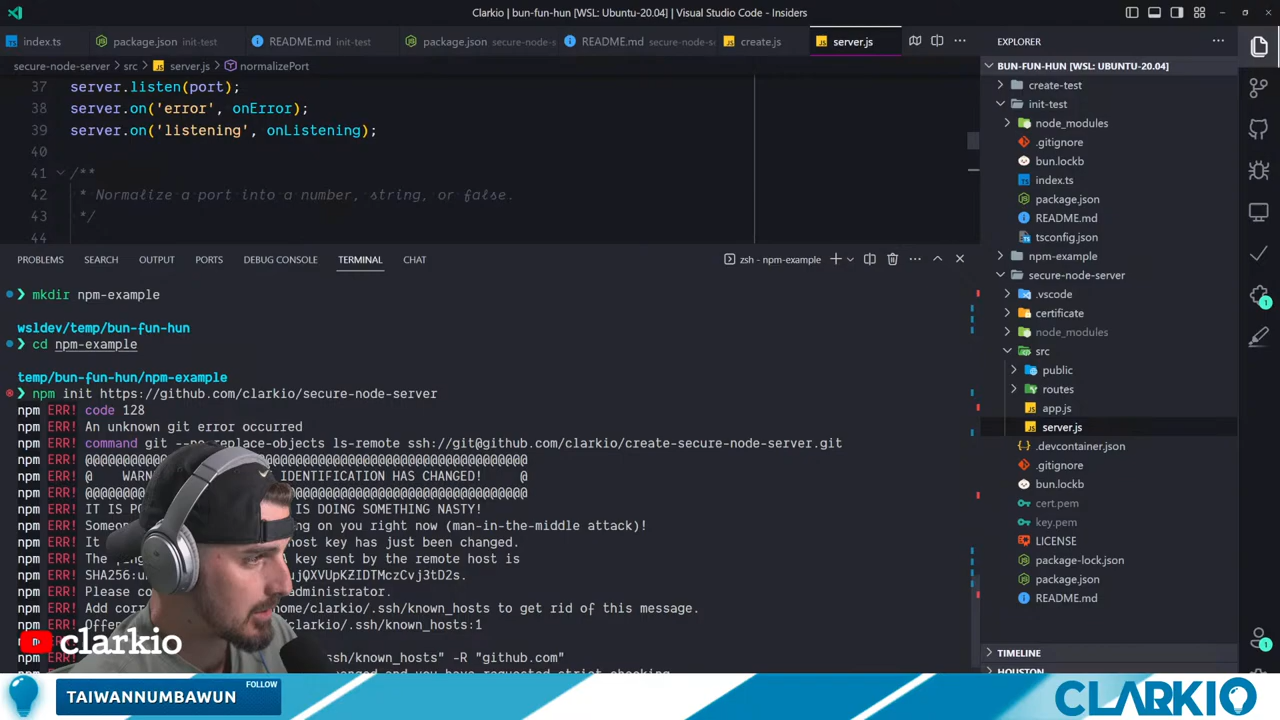 Clarkio | bun-fun-hun [WSL: Ubuntu-20.04] | Visual Studio Code - Insiders
index.ts
package.json init-test
README.md init-test
package.json secure-node-s
README.md secure-node-s
create.js
server.js
secure-node-server > src > server.js > normalizePort
37 server.listen(port);
38 server.on('error', onError);
39 server.on('listening', onListening);
40
41 /**
42 * Normalize a port into a number, string, or false.
43 */
44
PROBLEMS SEARCH OUTPUT PORTS DEBUG CONSOLE TERMINAL CHAT
zsh - npm-example
❯ mkdir npm-example
wsldev/temp/bun-fun-hun
❯ cd npm-example
temp/bun-fun-hun/npm-example
❯ npm init https://github.com/clarkio/secure-node-server
npm ERR! code 128
npm ERR! An unknown git error occurred
npm ERR! command git --no-replace-objects ls-remote ssh://git@github.com/clarkio/create-secure-node-server.git
npm ERR! @@@@@@@@@@@@@@@@@@@@@@@@@@@@@@@@@@@@@@@@@@@@@@@@@@@@@@@@@@@
npm ERR! @ WARN IDENTIFICATION HAS CHANGED! @
npm ERR! @@@@@@@@@@@@@@@@@@@@@@@@@@@@@@@@@@@@@@@@@@@@@@@@@@@@@@@@@@@
npm ERR! IT IS IS DOING SOMETHING NASTY!
npm ERR! on you right now (man-in-the-middle attack)!
npm ERR! It host key has just been changed.
npm ERR! The key sent by the remote host is
npm ERR!
npm ERR! Please administrator.
npm ERR! Add home/clarkio/.ssh/known_hosts to get rid of this message.
npm ERR! /clarkio/.ssh/known_hosts:1
npm ERR! ssh/known_hosts" -R "github.com"
and you have requested strict checking
EXPLORER
BUN-FUN-HUN [WSL: UBUNTU-20.04]
create-test
init-test
node_modules
.gitignore
bun.lockb
index.ts
package.json
README.md
tsconfig.json
npm-example
secure-node-server
.vscode
certificate
node_modules
src
public
routes
app.js
server.js
.devcontainer.json
.gitignore
bun.lockb
cert.pem
key.pem
LICENSE
package-lock.json
package.json
README.md
TIMELINE
HOUSTON
1
1
clarkio
TAIWANNUMBAWUN
FOLLOW
CLARKIO